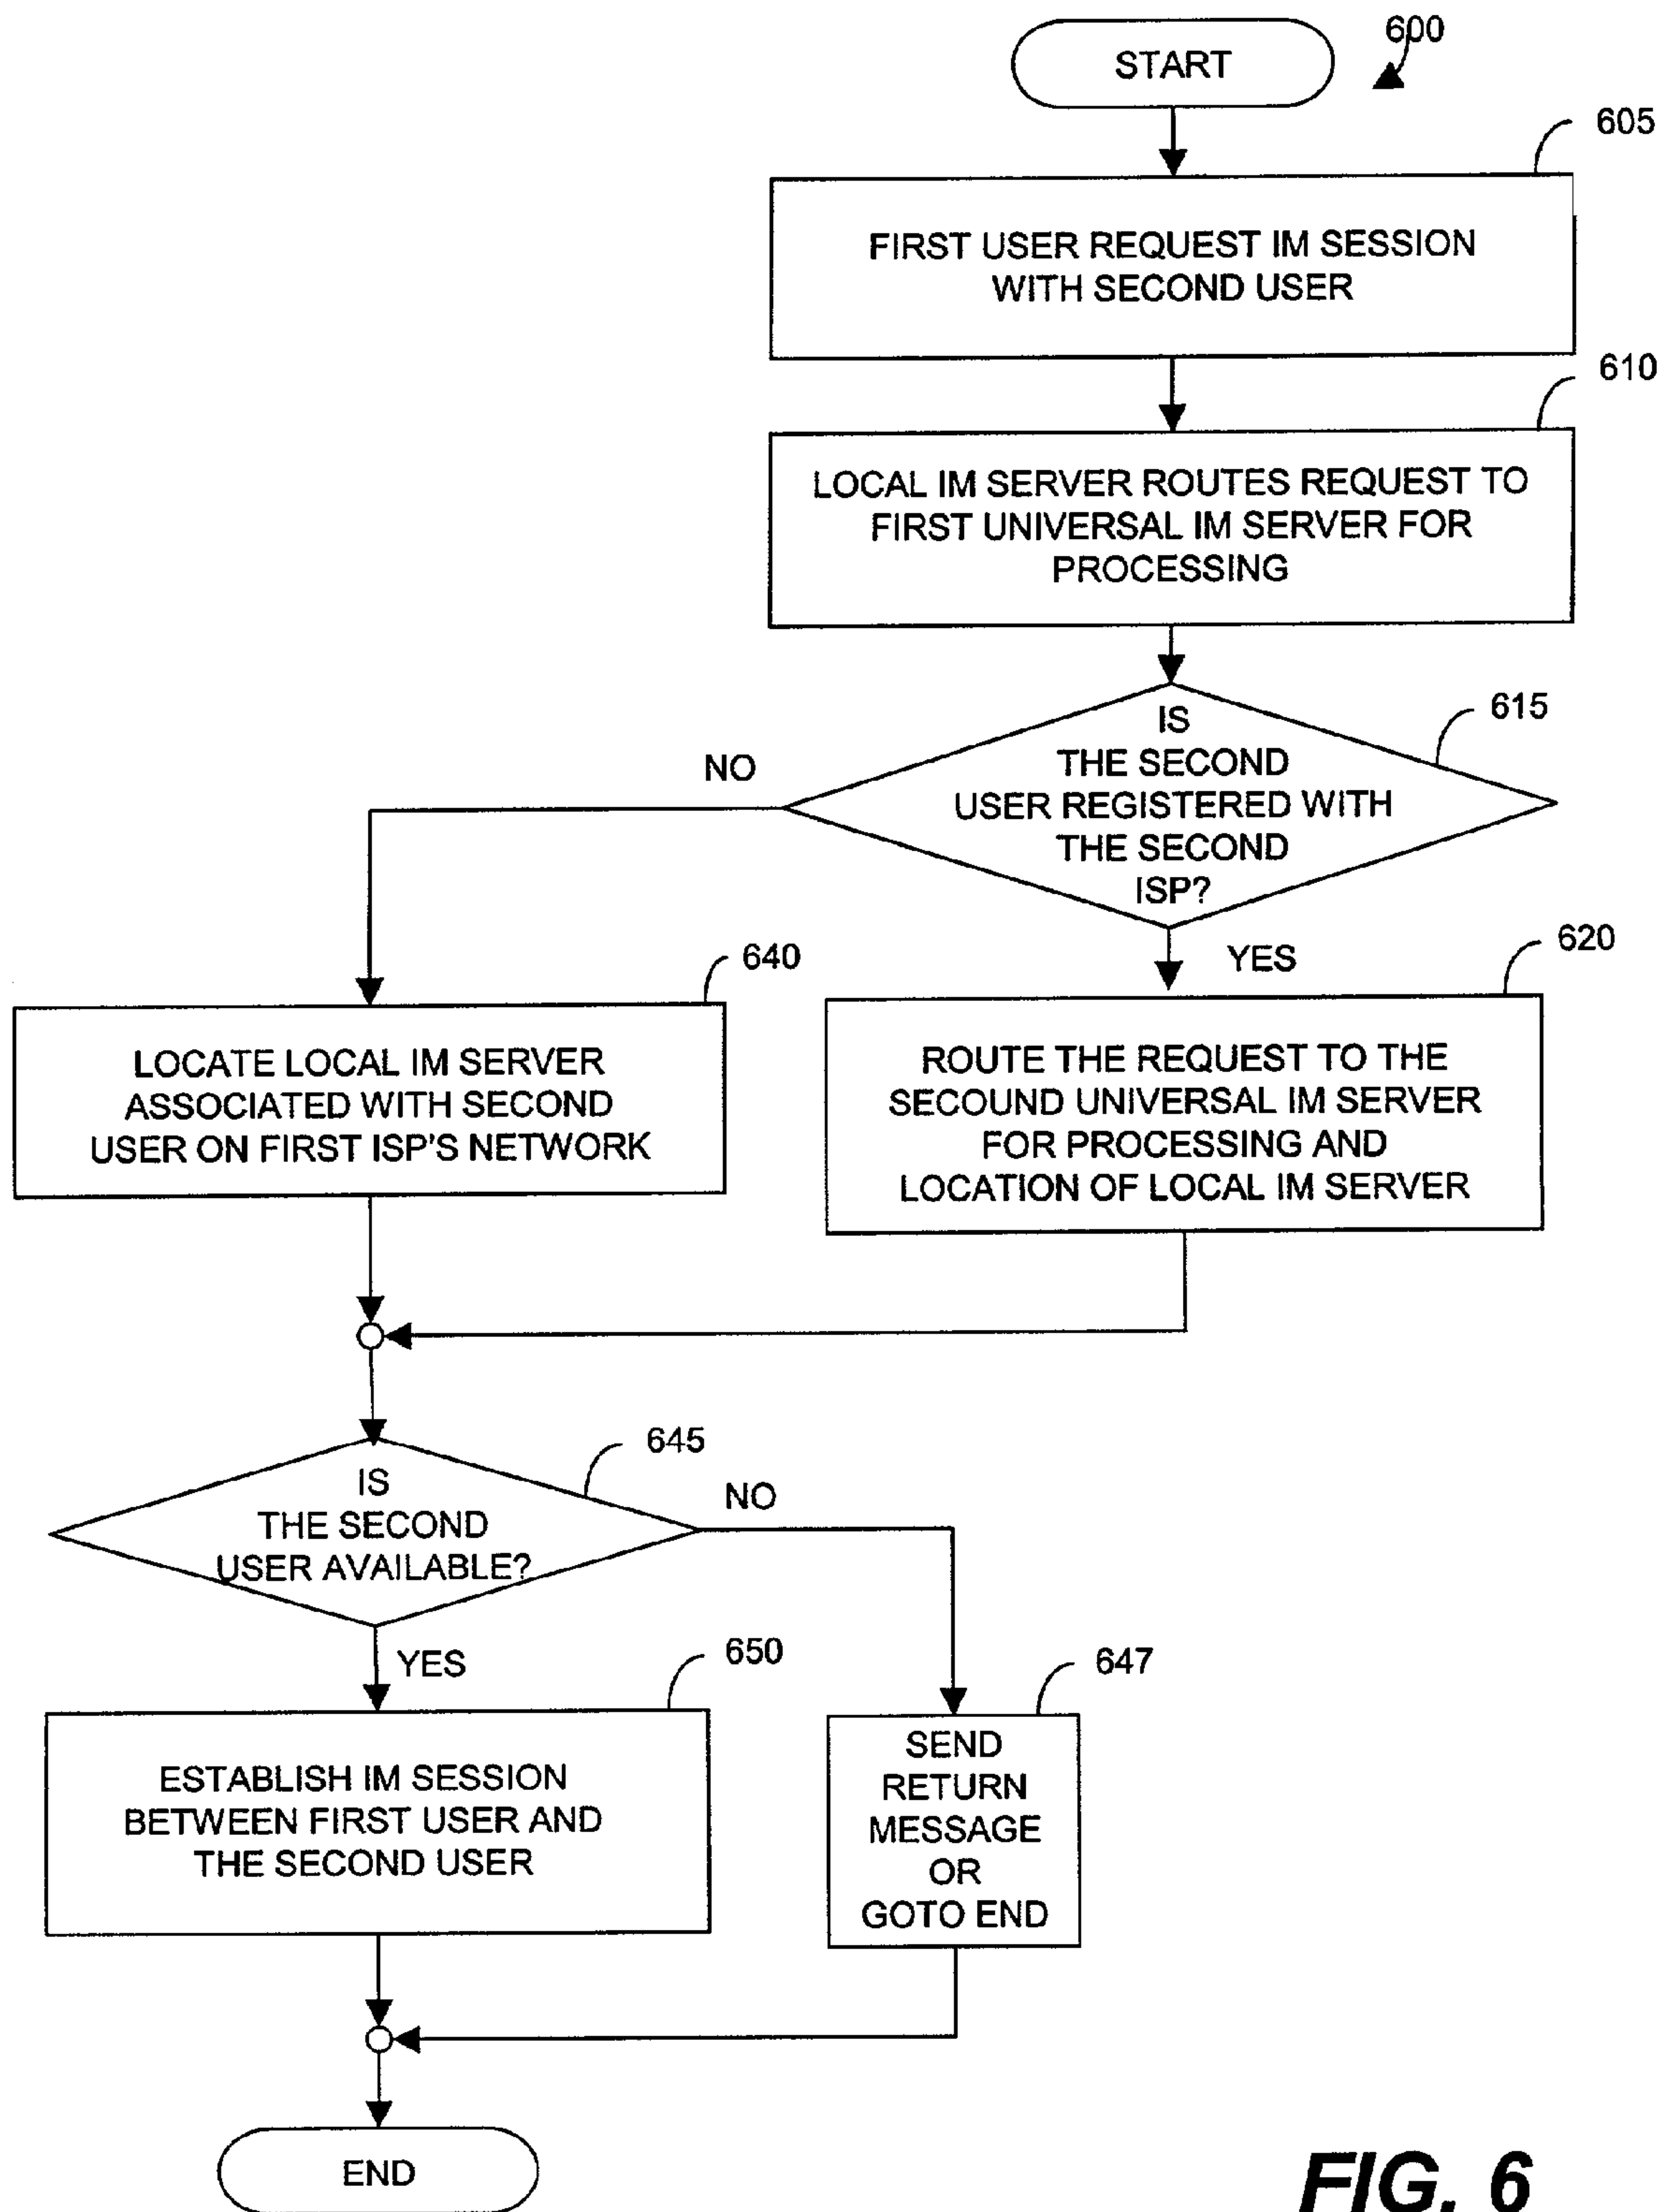 START
600
605
FIRST USER REQUEST IM SESSION
WITH SECOND USER
610
LOCAL IM SERVER ROUTES REQUEST TO
FIRST UNIVERSAL IM SERVER FOR
PROCESSING
615
IS
THE SECOND
USER REGISTERED WITH
THE SECOND
ISP?
NO
YES
640
LOCATE LOCAL IM SERVER
ASSOCIATED WITH SECOND
USER ON FIRST ISP'S NETWORK
620
ROUTE THE REQUEST TO THE
SECOUND UNIVERSAL IM SERVER
FOR PROCESSING AND
LOCATION OF LOCAL IM SERVER
645
IS
THE SECOND
USER AVAILABLE?
NO
YES
650
ESTABLISH IM SESSION
BETWEEN FIRST USER AND
THE SECOND USER
647
SEND
RETURN
MESSAGE
OR
GOTO END
END
FIG. 6